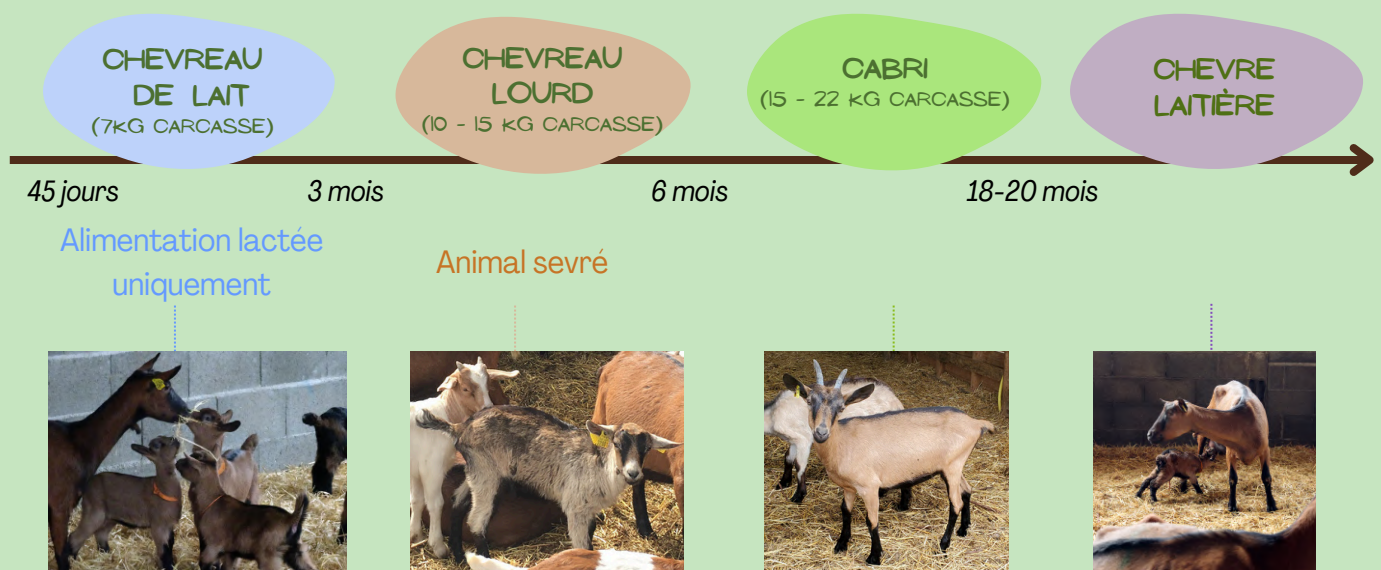 CHEVREAU
DE LAIT
(7KG CARCASSE)
CHEVREAU
LOURD
(10 - 15 KG CARCASSE)
CABRI
(15 - 22 KG CARCASSE)
CHEVRE
LAITIÈRE
45 jours
3 mois
6 mois
18-20 mois
Alimentation lactée
uniquement
Animal sevré